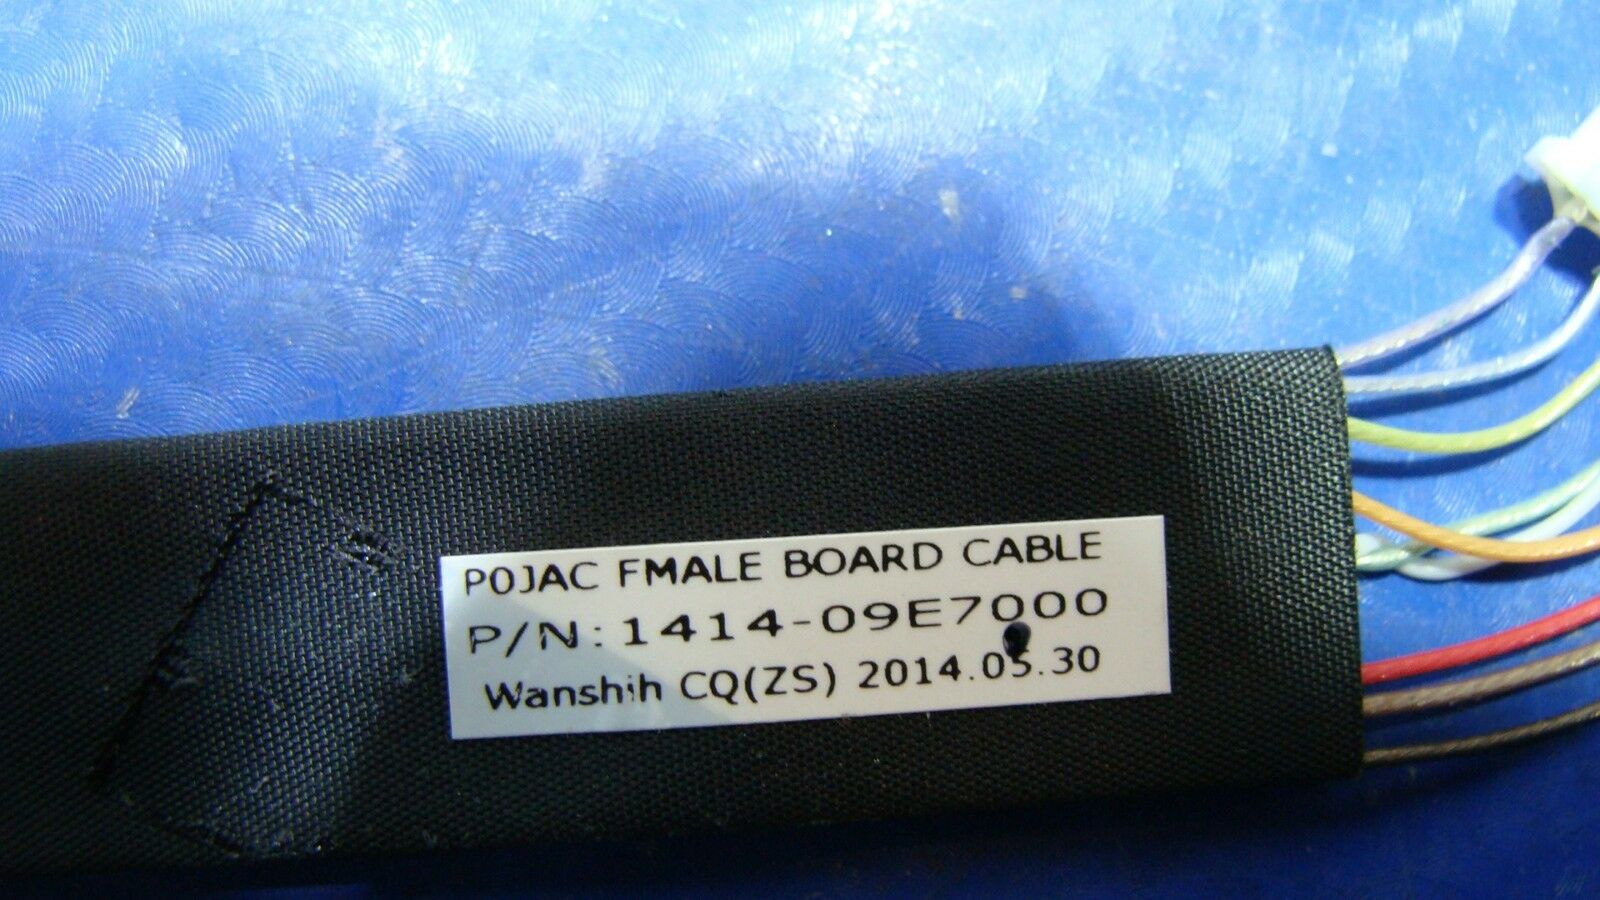 P0JAC FMALE BOARD CABLE
P/N:1414-09E7000
Wanshih CQ(ZS) 2014.05.30